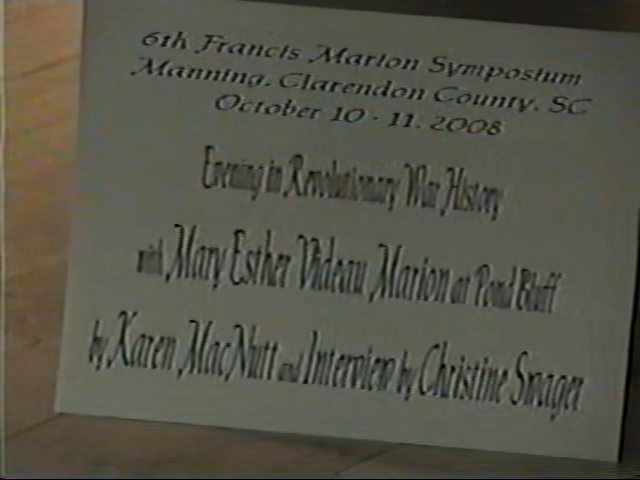 6th Francis Marion Symposium
Manning, Clarendon County, SC
October 10 - 11, 2008
Evening in Revolutionary War History
with Mary Esther Videau Marion at Pond Bluff
by Karen MacNutt and Interview by Christine Swager